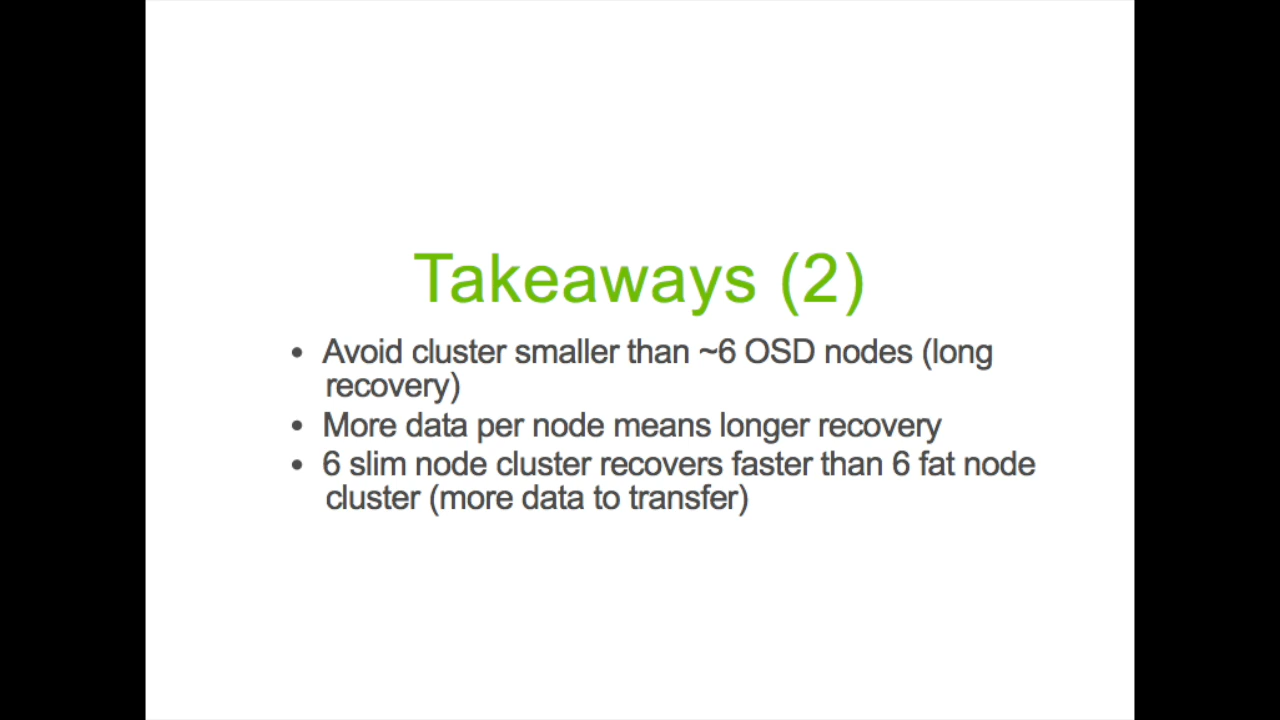 Takeaways (2)
• Avoid cluster smaller than ~6 OSD nodes (long
recovery)
• More data per node means longer recovery
• 6 slim node cluster recovers faster than 6 fat node
cluster (more data to transfer)